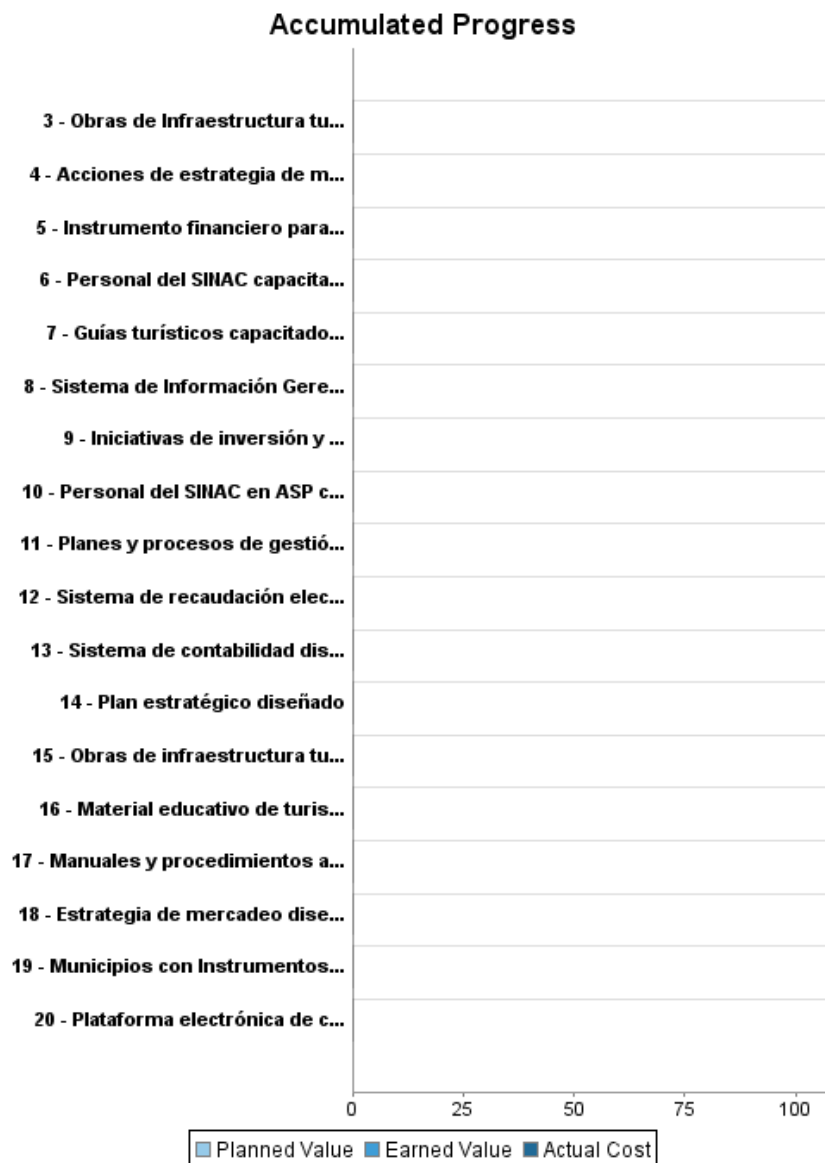 Accumulated Progress
3 - Obras de Infraestructura tu...
4 - Acciones de estrategia de m...
5 - Instrumento financiero para...
6 - Personal del SINAC capacita...
7 - Guías turísticos capacitado...
8 - Sistema de Información Gere...
9 - Iniciativas de inversión y ...
10 - Personal del SINAC en ASP c...
11 - Planes y procesos de gestió...
12 - Sistema de recaudación elec...
13 - Sistema de contabilidad dis...
14 - Plan estratégico diseñado
15 - Obras de infraestructura tu...
16 - Material educativo de turis...
17 - Manuales y procedimientos a...
18 - Estrategia de mercadeo dise...
19 - Municipios con Instrumentos...
20 - Plataforma electrónica de c...
0 25 50 75 100
Planned Value Earned Value Actual Cost